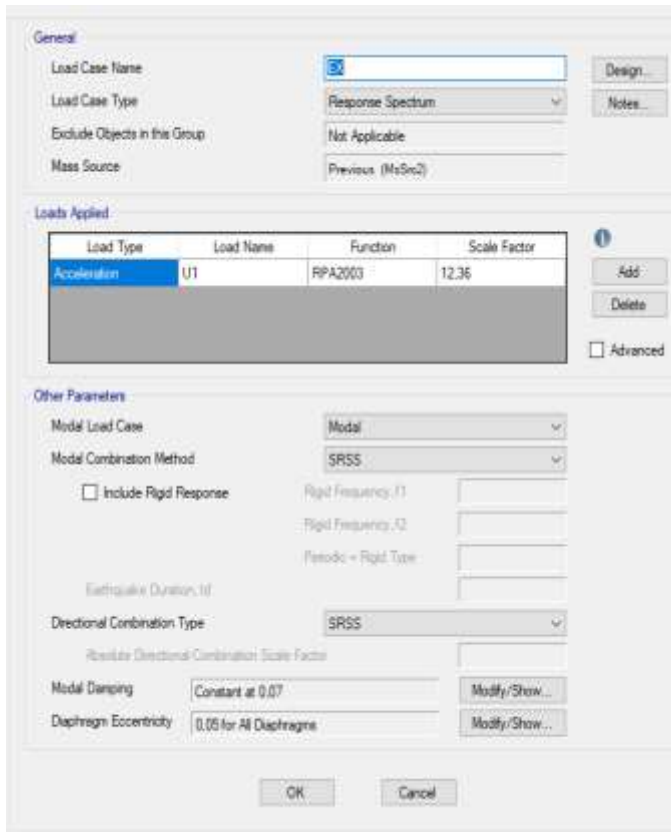 General
Load Case Name EX Design...
Load Case Type Response Spectrum Notes...
Exclude Objects in this Group Not Applicable
Mass Source Previous (MsSrc2)
Loads Applied
Load Type Load Name Function Scale Factor
Acceleration U1 RPA2003 12.36
Add
Delete
Advanced
Other Parameters
Modal Load Case Modal
Modal Combination Method SRSS
Include Rigid Response Rigid Frequency, f1
Rigid Frequency, f2
Periodic + Rigid Type
Earthquake Duration, td
Directional Combination Type SRSS
Absolute Directional Combination Scale Factor
Modal Damping Constant at 0.07 Modify/Show...
Diaphragm Eccentricity 0.05 for All Diaphragms Modify/Show...
OK Cancel